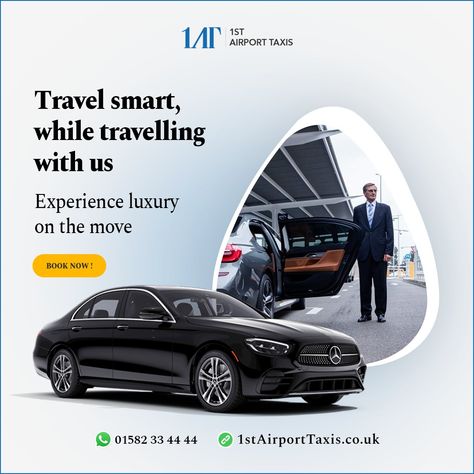 1AT
1ST
AIRPORT TAXIS
Travel smart,
while travelling
with us
Experience luxury
on the move
BOOK NOW !
01582 33 44 44
1stAirportTaxis.co.uk